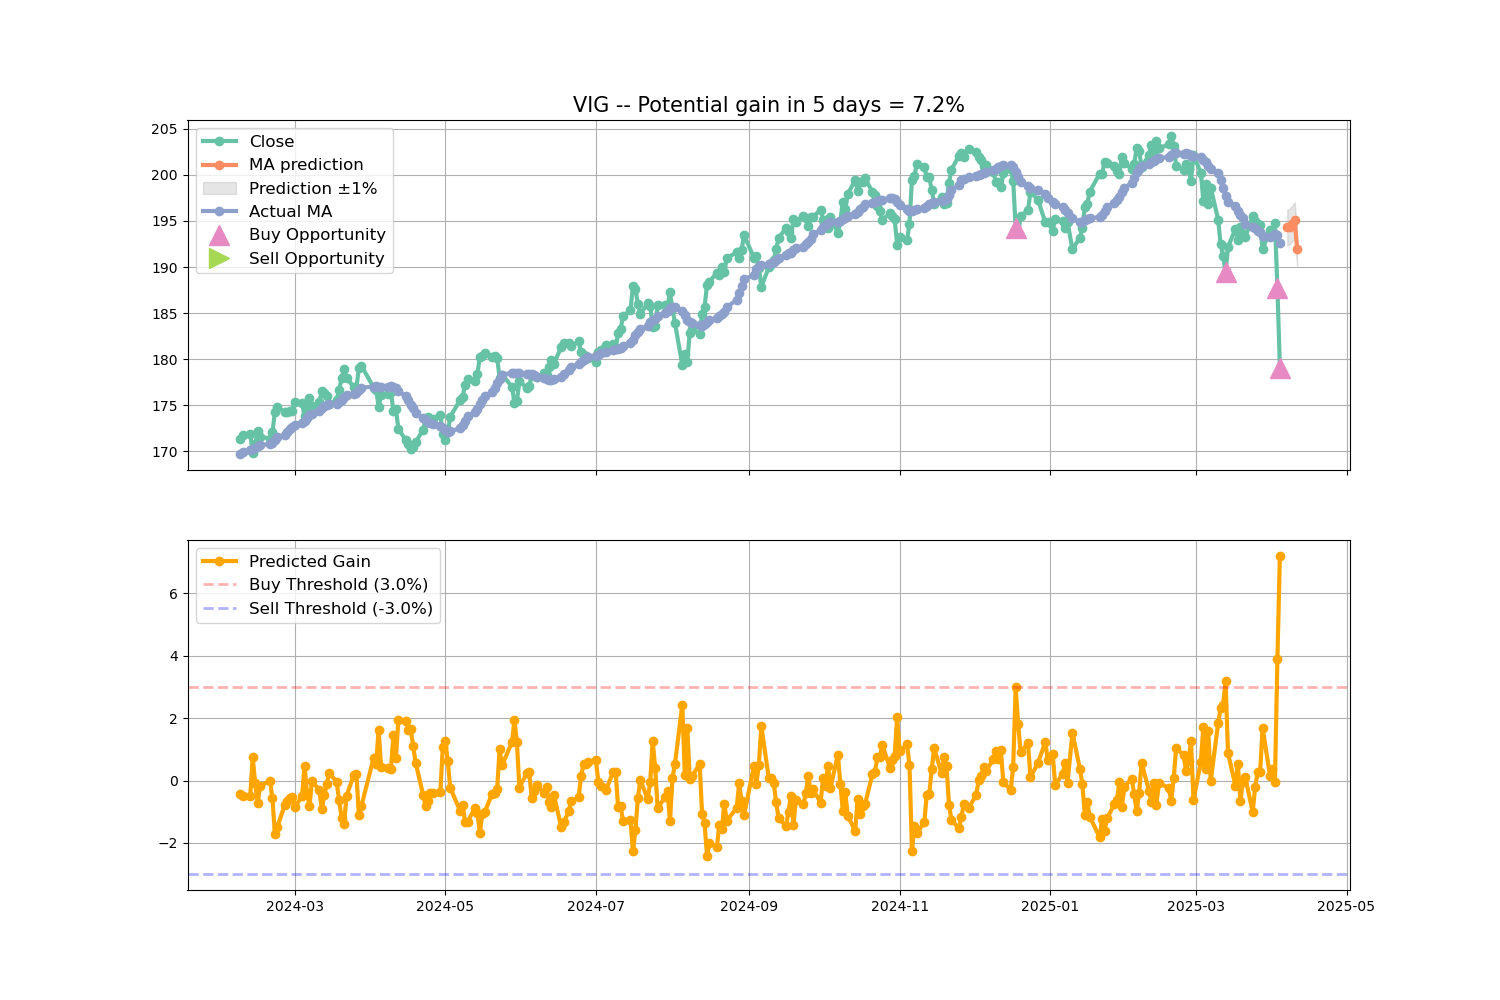 VIG -- Potential gain in 5 days = 7.2%
205
200
195
190
185
180
175
170
Close
MA prediction
Prediction ±1%
Actual MA
Buy Opportunity
Sell Opportunity
6
4
2
0
−2
Predicted Gain
Buy Threshold (3.0%)
Sell Threshold (-3.0%)
2024-03
2024-05
2024-07
2024-09
2024-11
2025-01
2025-03
2025-05